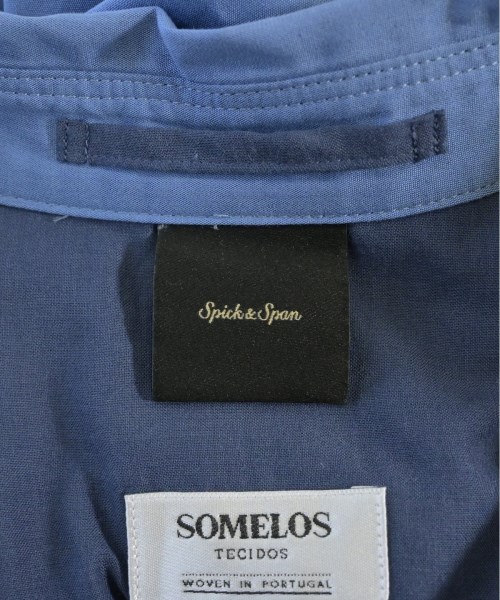 Spick & Span
SOMELOS
TECIDOS
WOVEN IN PORTUGAL